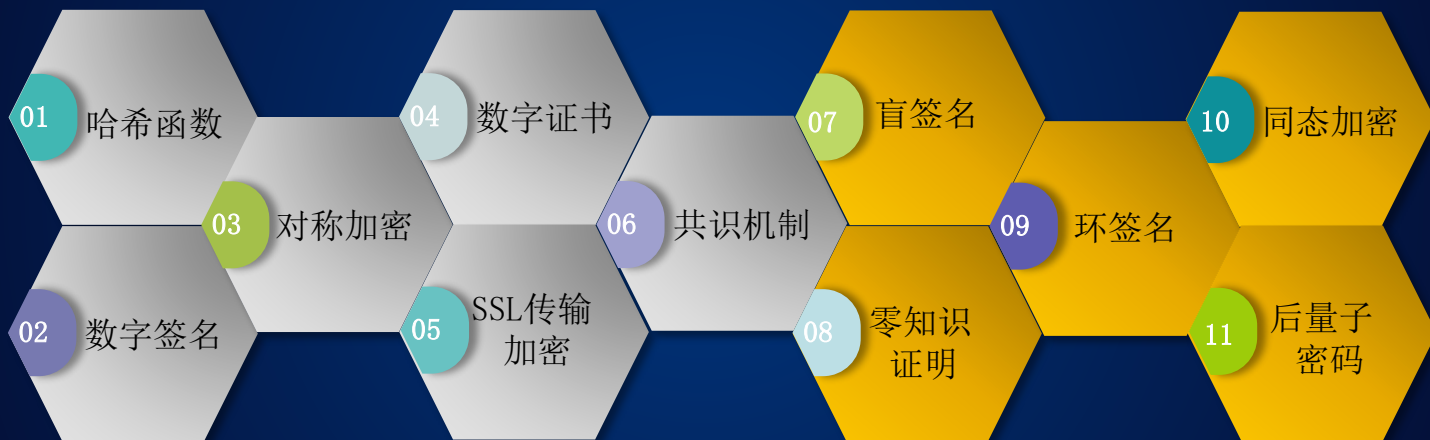 01
哈希函数
02
数字签名
03
对称加密
04
数字证书
05
SSL传输
加密
06
共识机制
07
盲签名
08
零知识
证明
09
环签名
10
同态加密
11
后量子
密码